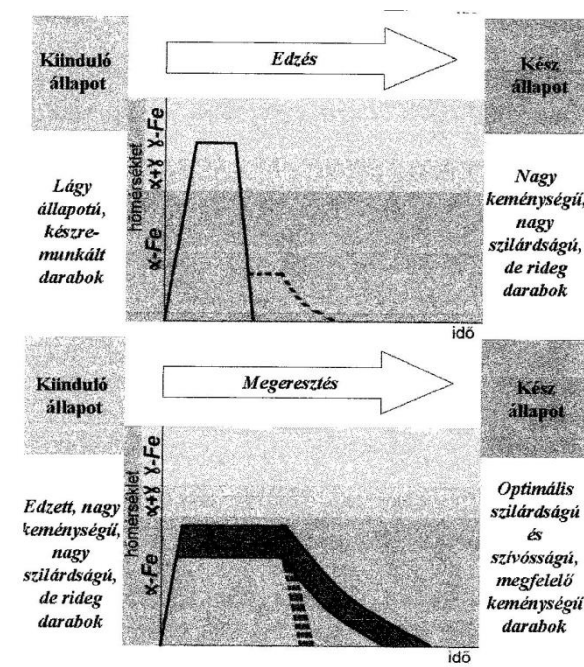 Kiinduló
állapot
Edzés
Kész
állapot
Lágy
állapotú,
készre-
munkált
darabok
hőmérséklet
α-Fe α+γ γ-Fe
idő
Nagy
keménységű,
nagy
szilárdságú,
de rideg
darabok
Kiinduló
állapot
Megeresztés
Kész
állapot
Edzett, nagy
keménységű,
nagy
szilárdságú,
de rideg
darabok
hőmérséklet
α-Fe α+γ γ-Fe
idő
Optimális
szilárdságú
és
szívósságú,
megfelelő
keménységű
darabok